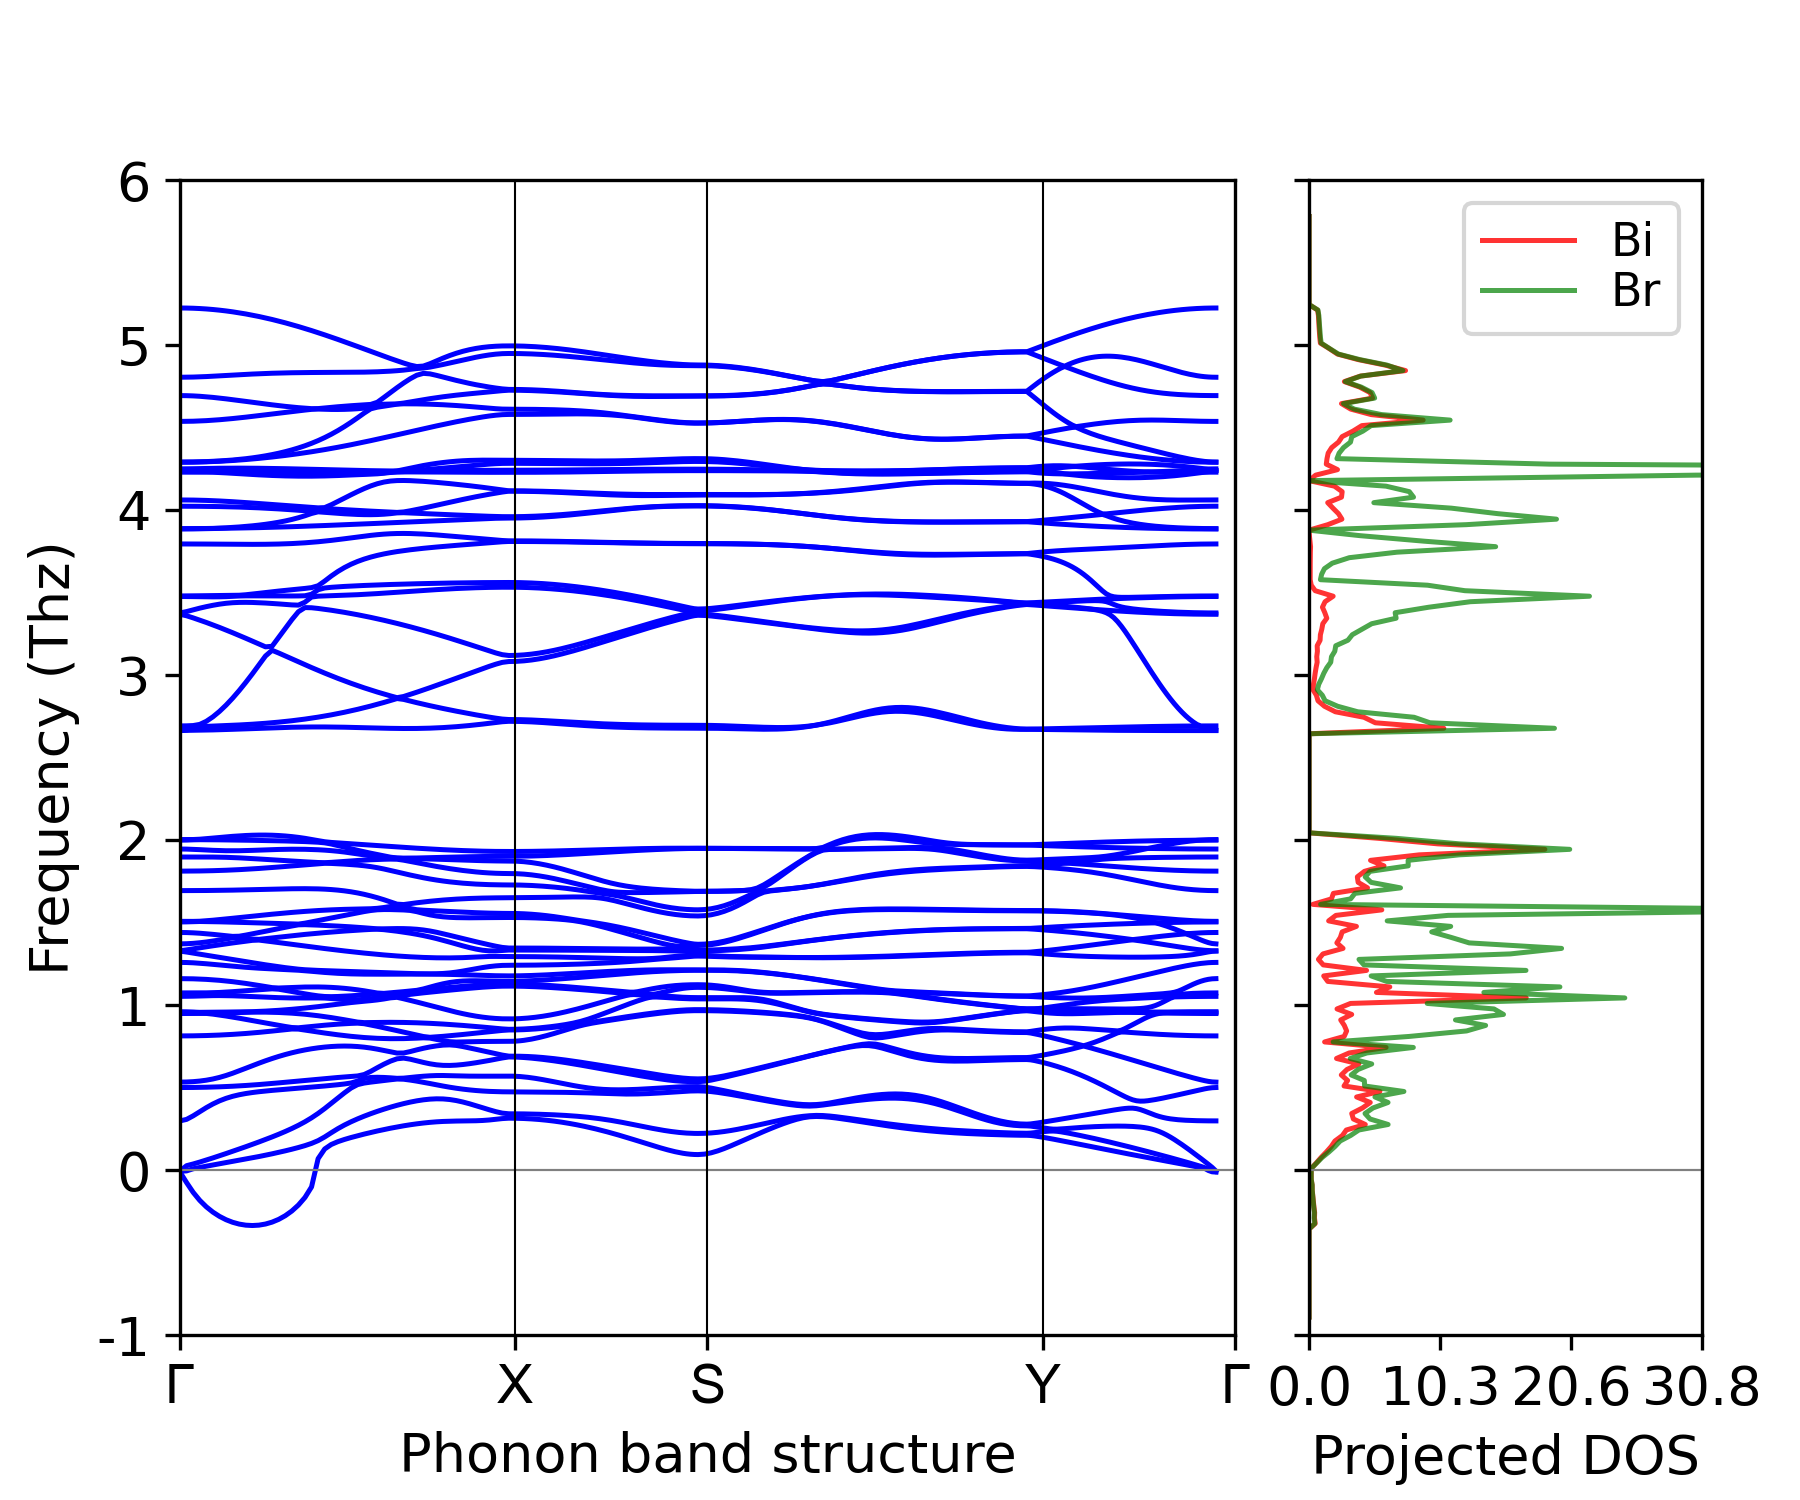 6
5
4
3
2
1
0
-1
Frequency (Thz)
Γ X S Y Γ
Phonon band structure
Bi
Br
0.0 10.3 20.6 30.8
Projected DOS